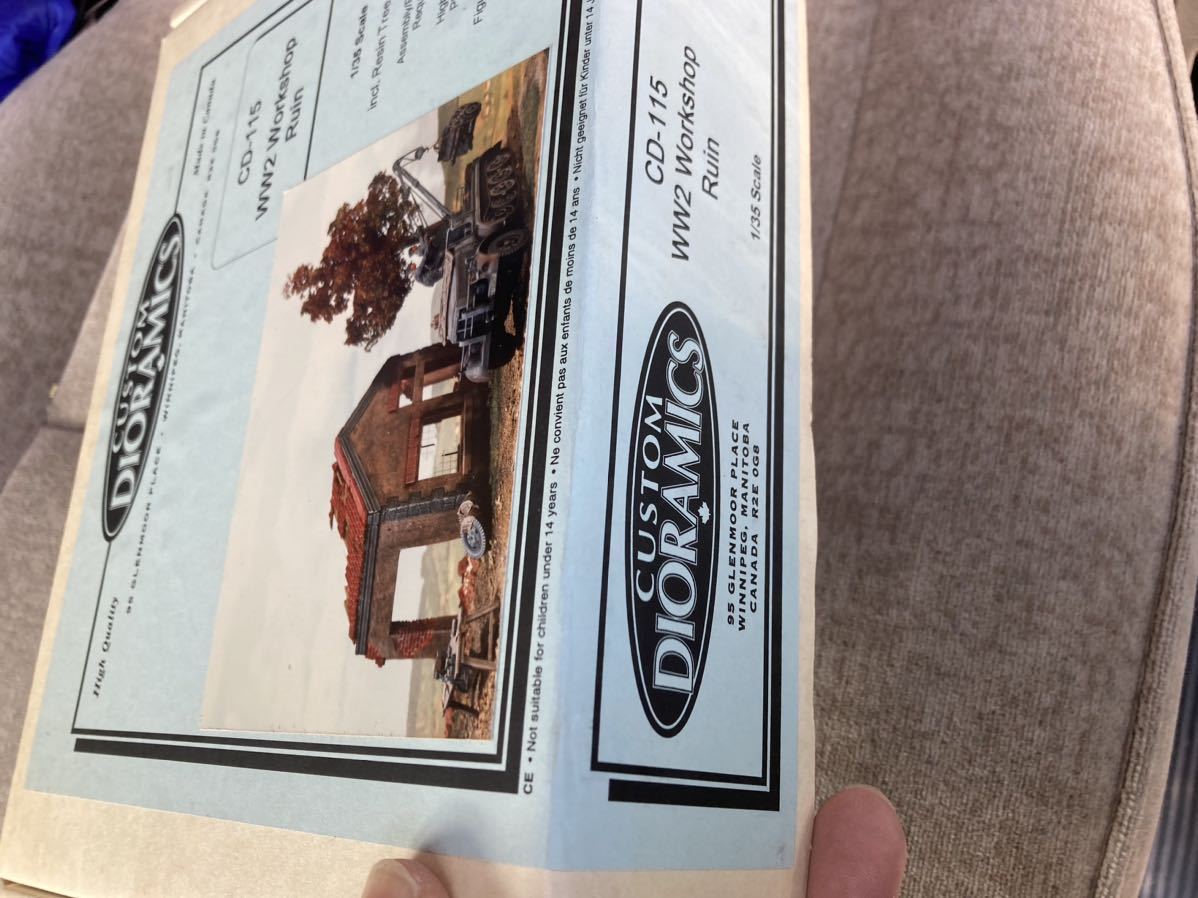 High Quality
CUSTOM
DIORAMICS
Made in Canada
95 GLENMOOR PLACE • WINNIPEG, MANITOBA • CANADA R2E 0G8
CD-115
WW2 Workshop
Ruin
1/35 Scale
incl. Resin Tree
CE • Not suitable for children under 14 years • Ne convient pas aux enfants de moins de 14 ans • Nicht geeignet für Kinder unter 14
CUSTOM
DIORAMICS
95 GLENMOOR PLACE
WINNIPEG, MANITOBA
CANADA R2E 0G8
CD-115
WW2 Workshop
Ruin
1/35 Scale